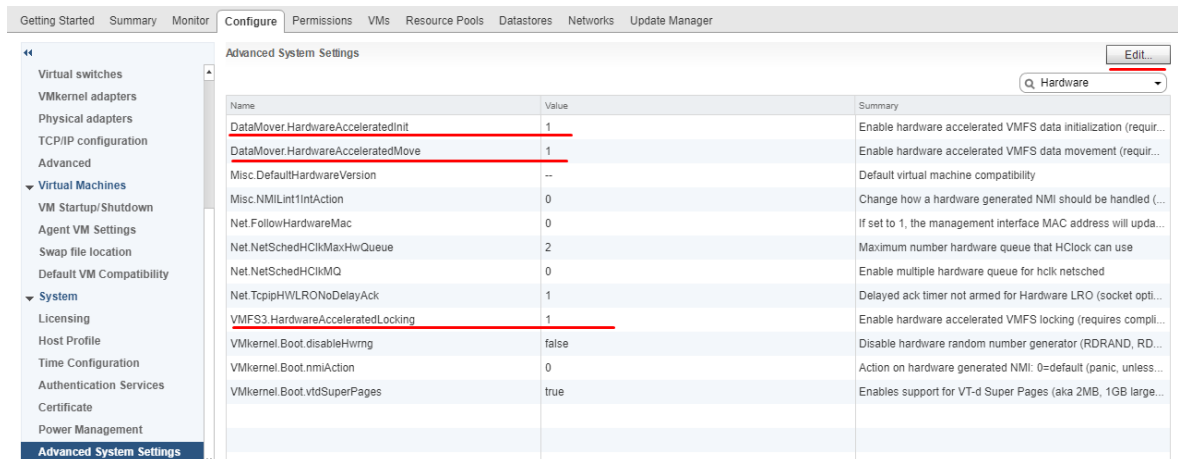 Getting Started Summary Monitor Configure Permissions VMs Resource Pools Datastores Networks Update Manager
Virtual switches
VMkernel adapters
Physical adapters
TCP/IP configuration
Advanced
Virtual Machines
VM Startup/Shutdown
Agent VM Settings
Swap file location
Default VM Compatibility
System
Licensing
Host Profile
Time Configuration
Authentication Services
Certificate
Power Management
Advanced System Settings
Advanced System Settings
Edit...
Hardware
Name Value Summary
DataMover.HardwareAcceleratedInit 1 Enable hardware accelerated VMFS data initialization (requir...
DataMover.HardwareAcceleratedMove 1 Enable hardware accelerated VMFS data movement (requir...
Misc.DefaultHardwareVersion -- Default virtual machine compatibility
Misc.NMILint1IntAction 0 Change how a hardware generated NMI should be handled (...
Net.FollowHardwareMac 0 If set to 1, the management interface MAC address will upda...
Net.NetSchedHClkMaxHwQueue 2 Maximum number hardware queue that HClock can use
Net.NetSchedHClkMQ 0 Enable multiple hardware queue for hclk netsched
Net.TcpipHWLRONoDelayAck 1 Delayed ack timer not armed for Hardware LRO (socket opti...
VMFS3.HardwareAcceleratedLocking 1 Enable hardware accelerated VMFS locking (requires compli...
VMkernel.Boot.disableHwrng false Disable hardware random number generator (RDRAND, RD...
VMkernel.Boot.nmiAction 0 Action on hardware generated NMI: 0=default (panic, unless...
VMkernel.Boot.vtdSuperPages true Enables support for VT-d Super Pages (aka 2MB, 1GB large...